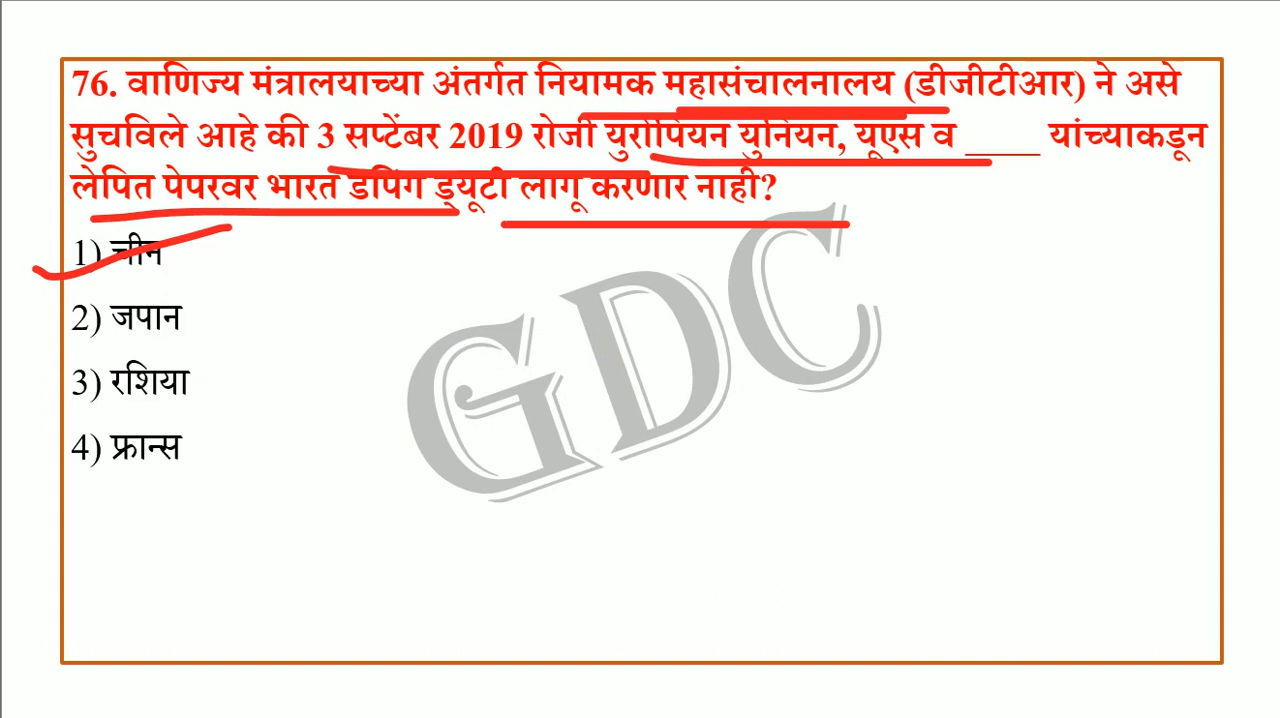 76. वाणिज्य मंत्रालयाच्या अंतर्गत नियामक महासंचालनालय (डीजीटीआर) ने असे
सुचविले आहे की 3 सप्टेंबर 2019 रोजी युरोपियन युनियन, यूएस व ____ यांच्याकडून
लेपित पेपरवर भारत डंपिंग ड्यूटी लागू करणार नाही?
1) चीन
2) जपान
3) रशिया
4) फ्रान्स
GDC